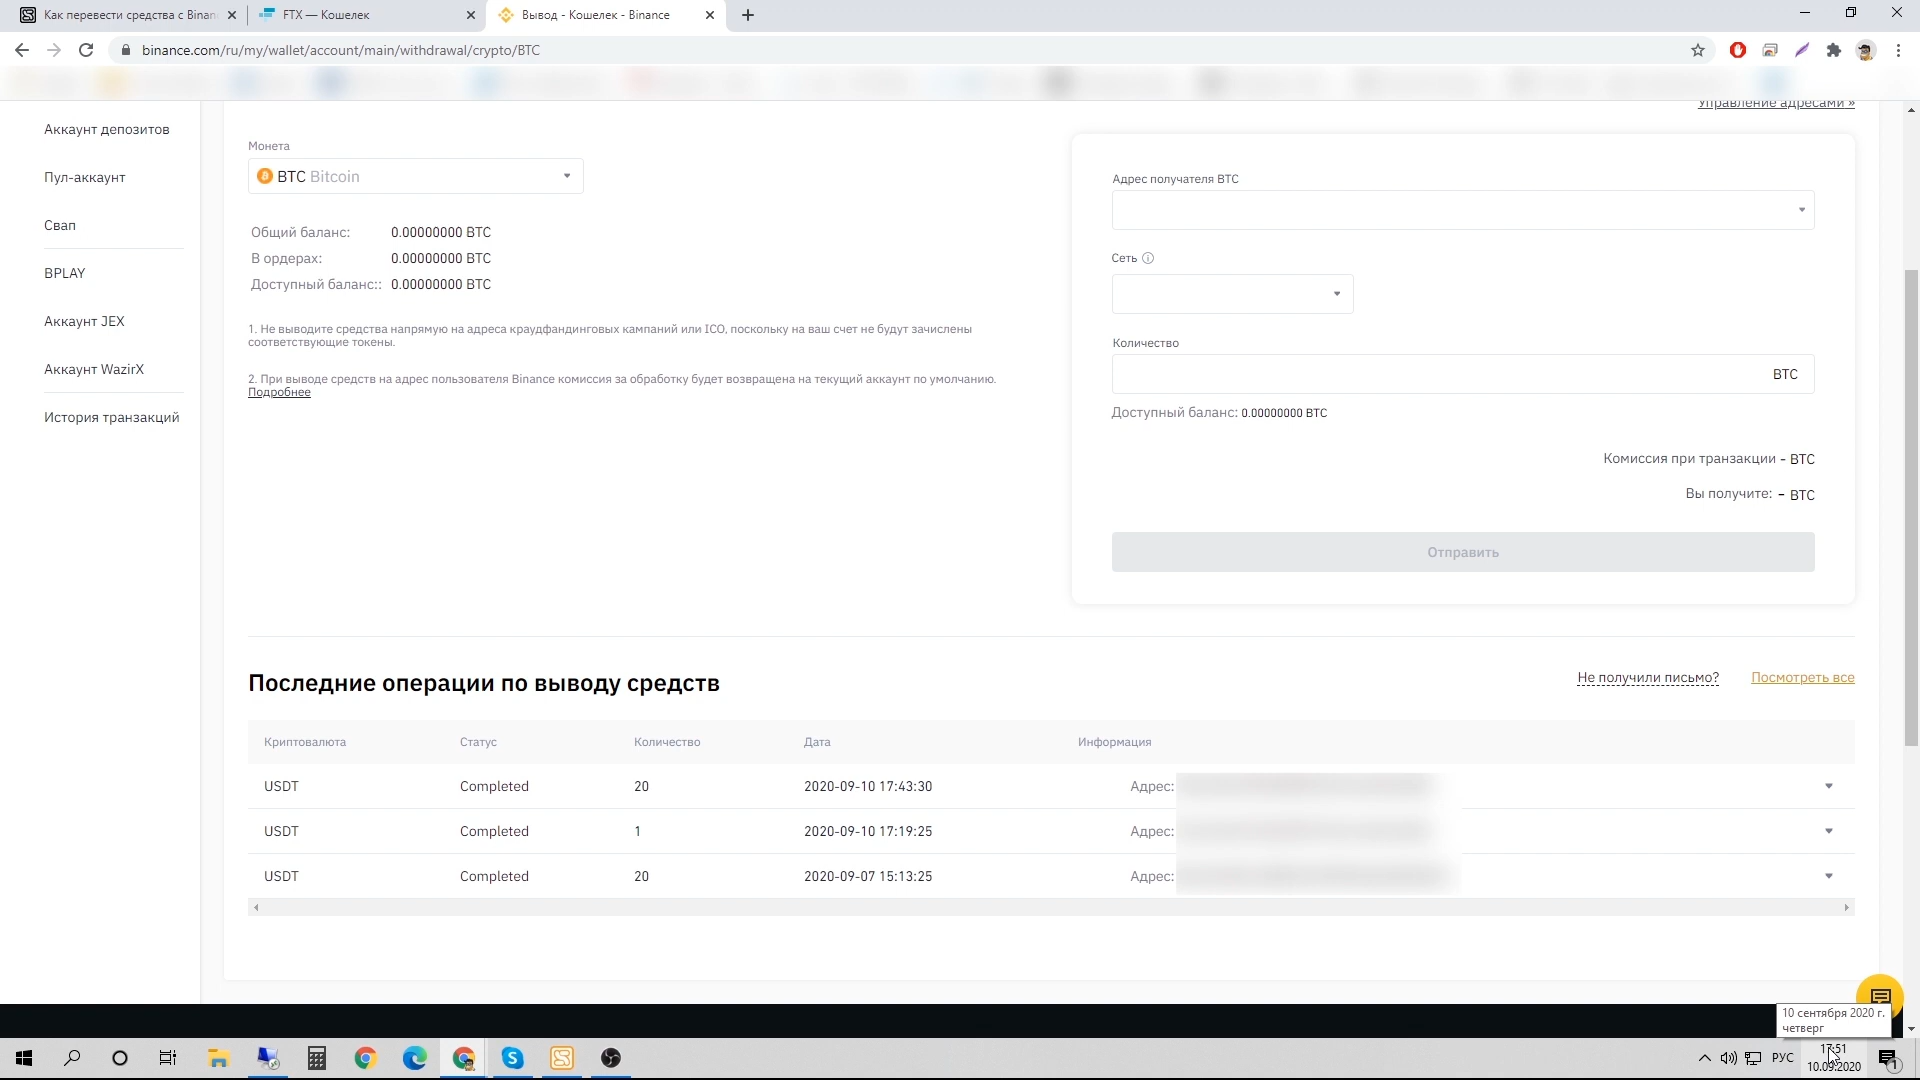 Как перевести средства с Binan
FTX — Кошелек
Вывод - Кошелек - Binance
binance.com/ru/my/wallet/account/main/withdrawal/crypto/BTC
Управление адресами »
Аккаунт депозитов
Пул-аккаунт
Свап
BPLAY
Аккаунт JEX
Аккаунт WazirX
История транзакций
Монета
BTC Bitcoin
Общий баланс: 0.00000000 BTC
В ордерах: 0.00000000 BTC
Доступный баланс:: 0.00000000 BTC
1. Не выводите средства напрямую на адреса краудфандинговых кампаний или ICO, поскольку на ваш счет не будут зачислены
соответствующие токены.
2. При выводе средств на адрес пользователя Binance комиссия за обработку будет возвращена на текущий аккаунт по умолчанию.
Подробнее
Адрес получателя BTC
Сеть
Количество
BTC
Доступный баланс: 0.00000000 BTC
Комиссия при транзакции - BTC
Вы получите: - BTC
Отправить
Последние операции по выводу средств
Не получили письмо? Посмотреть все
Криптовалюта Статус Количество Дата Информация
USDT Completed 20 2020-09-10 17:43:30 Адрес:
USDT Completed 1 2020-09-10 17:19:25 Адрес:
USDT Completed 20 2020-09-07 15:13:25 Адрес:
10 сентября 2020 г.
четверг
РУС
17:51
10.09.2020
1